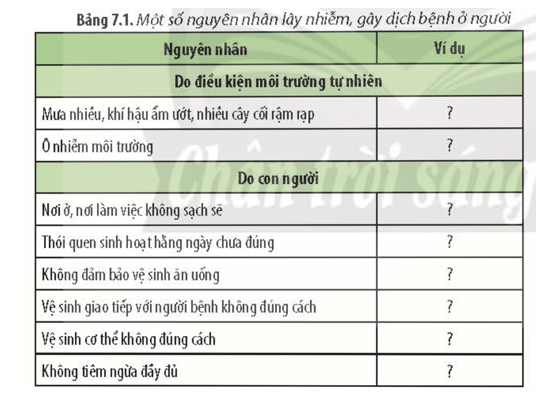 Bảng 7.1. Một số nguyên nhân lây nhiễm, gây dịch bệnh ở người
Nguyên nhân Ví dụ
Do điều kiện môi trường tự nhiên
Mưa nhiều, khí hậu ẩm ướt, nhiều cây cối rậm rạp ?
Ô nhiễm môi trường ?
Do con người
Nơi ở, nơi làm việc không sạch sẽ ?
Thói quen sinh hoạt hằng ngày chưa đúng ?
Không đảm bảo vệ sinh ăn uống ?
Vệ sinh giao tiếp với người bệnh không đúng cách ?
Vệ sinh cơ thể không đúng cách ?
Không tiêm ngừa đầy đủ ?
Chân trời sáng